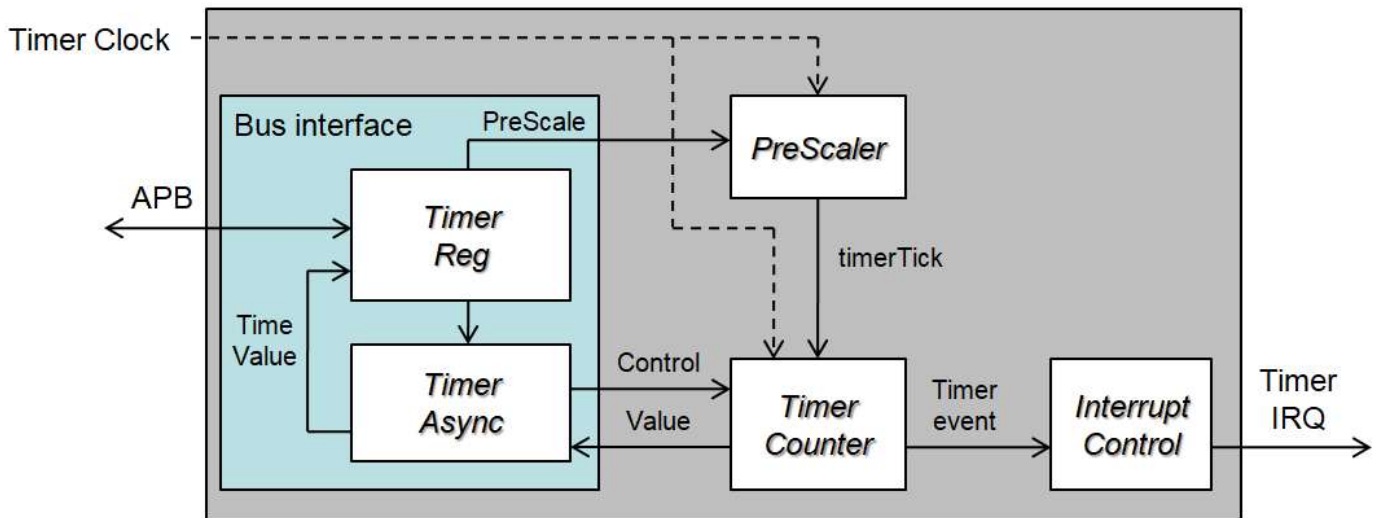 Timer Clock
Bus interface
PreScale
PreScaler
APB
Timer
Reg
timerTick
Time
Value
Timer
Async
Control
Value
Timer
Counter
Timer
event
Interrupt
Control
Timer
IRQ